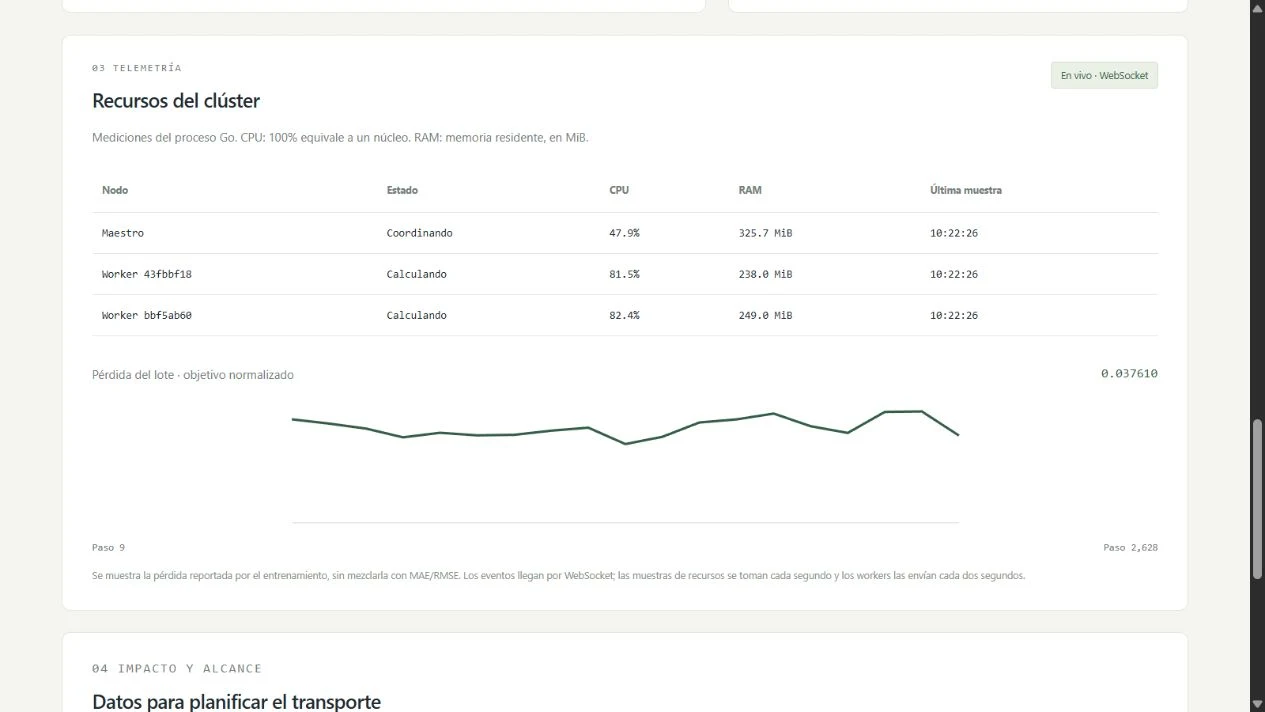 03 TELEMETRÍA
En vivo · WebSocket
Recursos del clúster
Mediciones del proceso Go. CPU: 100% equivale a un núcleo. RAM: memoria residente, en MiB.
Nodo Estado CPU RAM Última muestra
Maestro Coordinando 47.9% 325.7 MiB 10:22:26
Worker 43fbbf18 Calculando 81.5% 238.0 MiB 10:22:26
Worker bbf5ab60 Calculando 82.4% 249.0 MiB 10:22:26
Pérdida del lote · objetivo normalizado 0.037610
Paso 9 Paso 2,628
Se muestra la pérdida reportada por el entrenamiento, sin mezclarla con MAE/RMSE. Los eventos llegan por WebSocket; las muestras de recursos se toman cada segundo y los workers las envían cada dos segundos.
04 IMPACTO Y ALCANCE
Datos para planificar el transporte